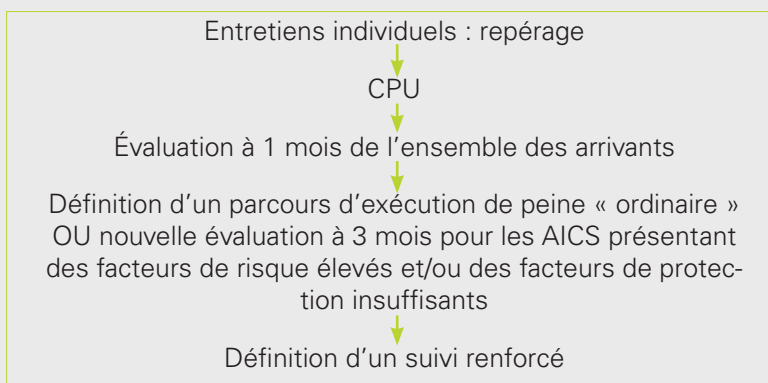 Entretiens individuels : repérage
CPU
Évaluation à 1 mois de l'ensemble des arrivants
Définition d'un parcours d'exécution de peine « ordinaire »
OU nouvelle évaluation à 3 mois pour les AICS présentant
des facteurs de risque élevés et/ou des facteurs de protec-
tion insuffisants
Définition d'un suivi renforcé